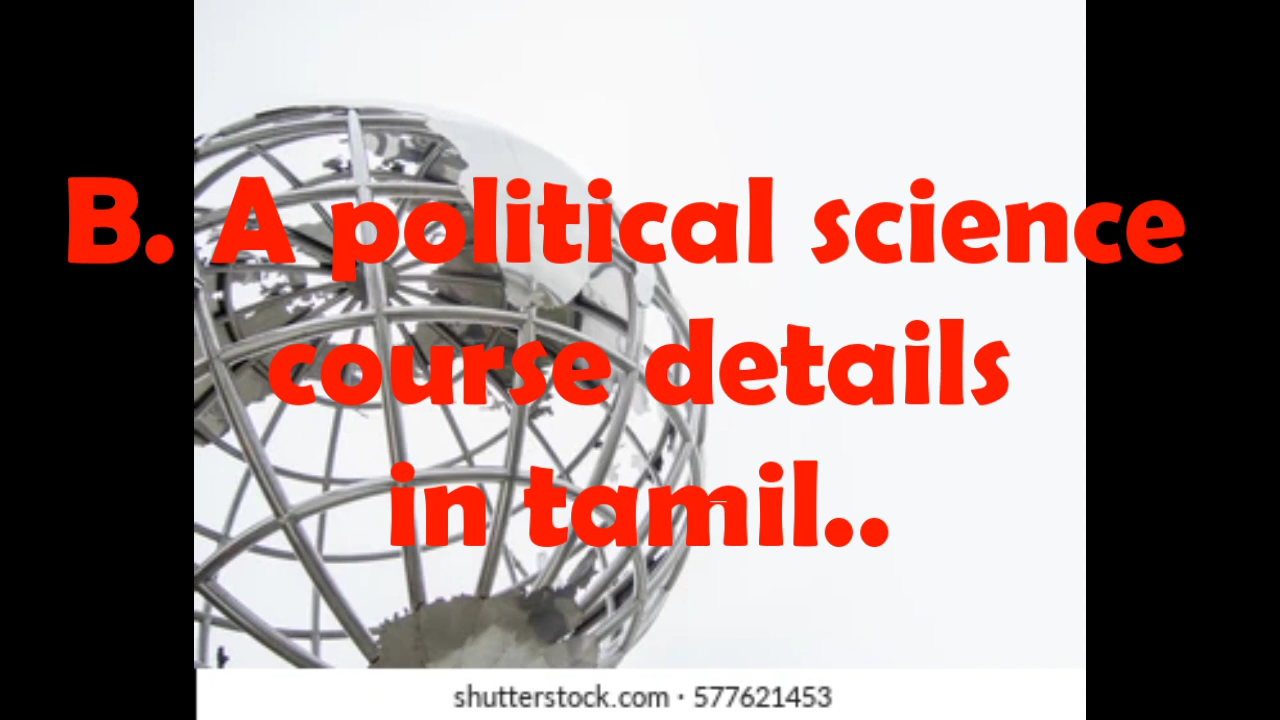 B. A political science
course details
in tamil..
shutterstock.com · 577621453